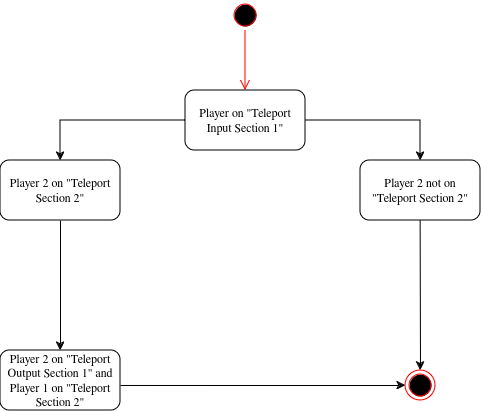 Player on "Teleport
Input Section 1"
Player 2 on "Teleport
Section 2"
Player 2 not on
"Teleport Section 2"
Player 2 on "Teleport
Output Section 1" and
Player 1 on "Teleport
Section 2"